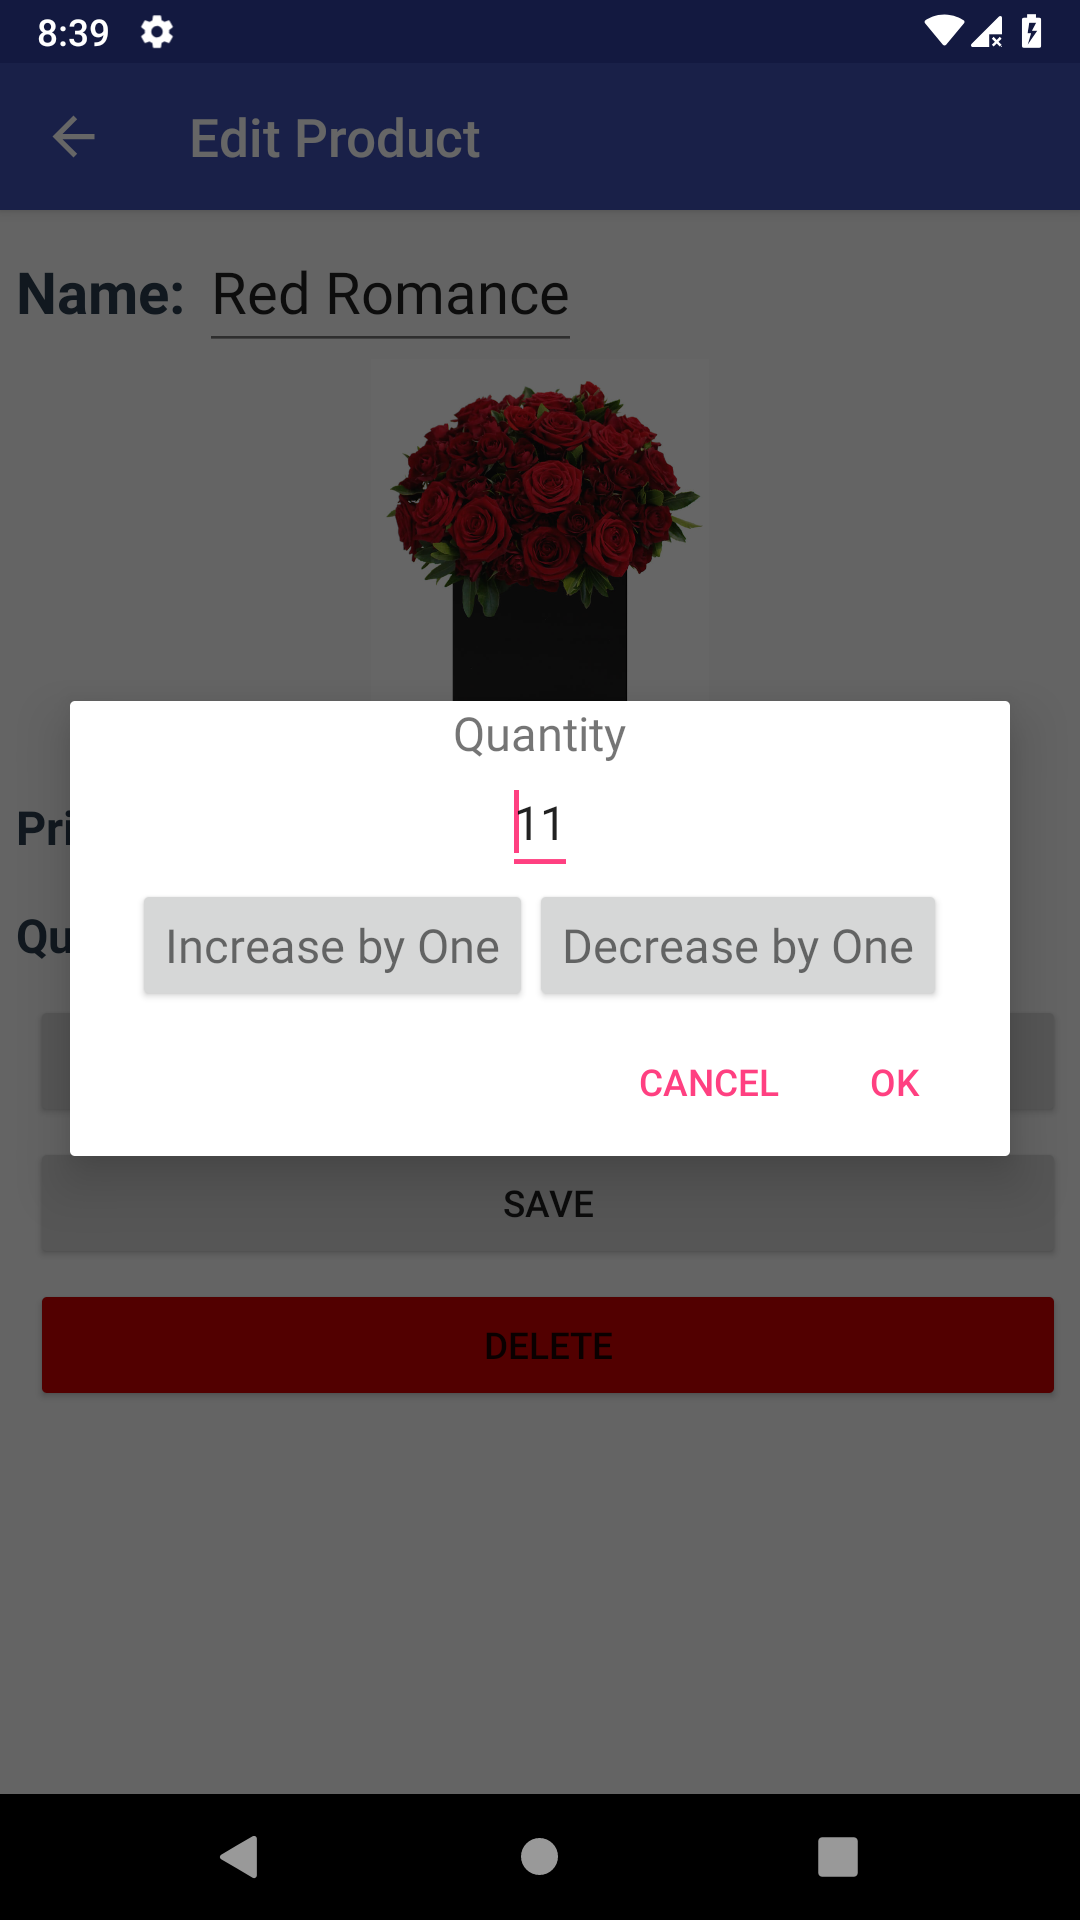 8:39
Edit Product
Name: Red Romance
Quantity
11
Pri
Increase by One Decrease by One
Qu
CANCEL OK
SAVE
DELETE